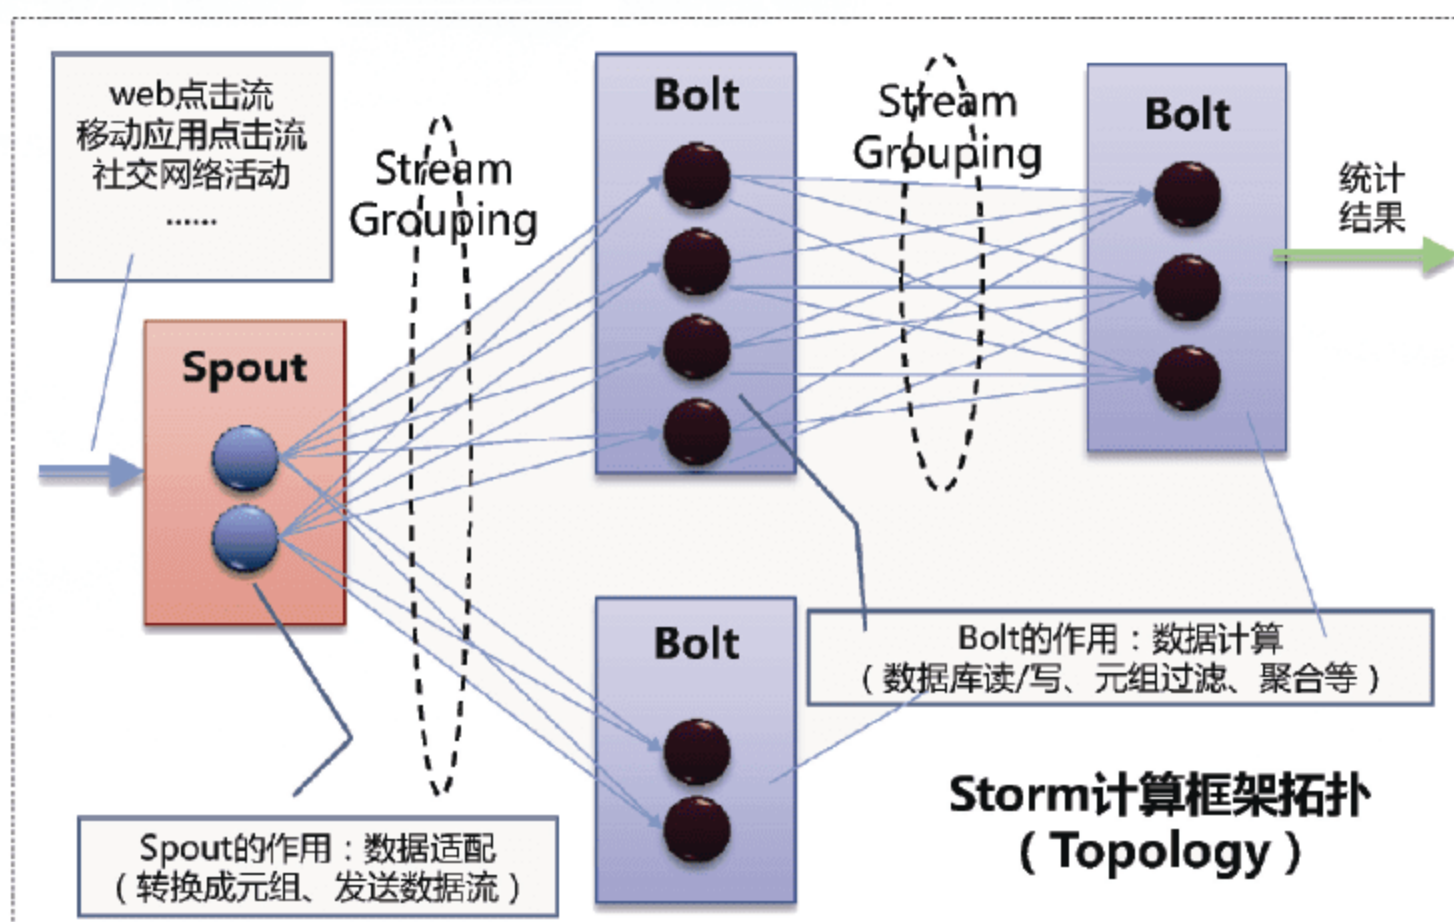 web点击流
移动应用点击流
社交网络活动
......
Stream
Grouping
Spout
Bolt
Stream
Grouping
Bolt
统计
结果
Bolt
Bolt的作用：数据计算
（数据库读/写、元组过滤、聚合等）
Spout的作用：数据适配
（转换成元组、发送数据流）
Storm计算框架拓扑
（Topology）